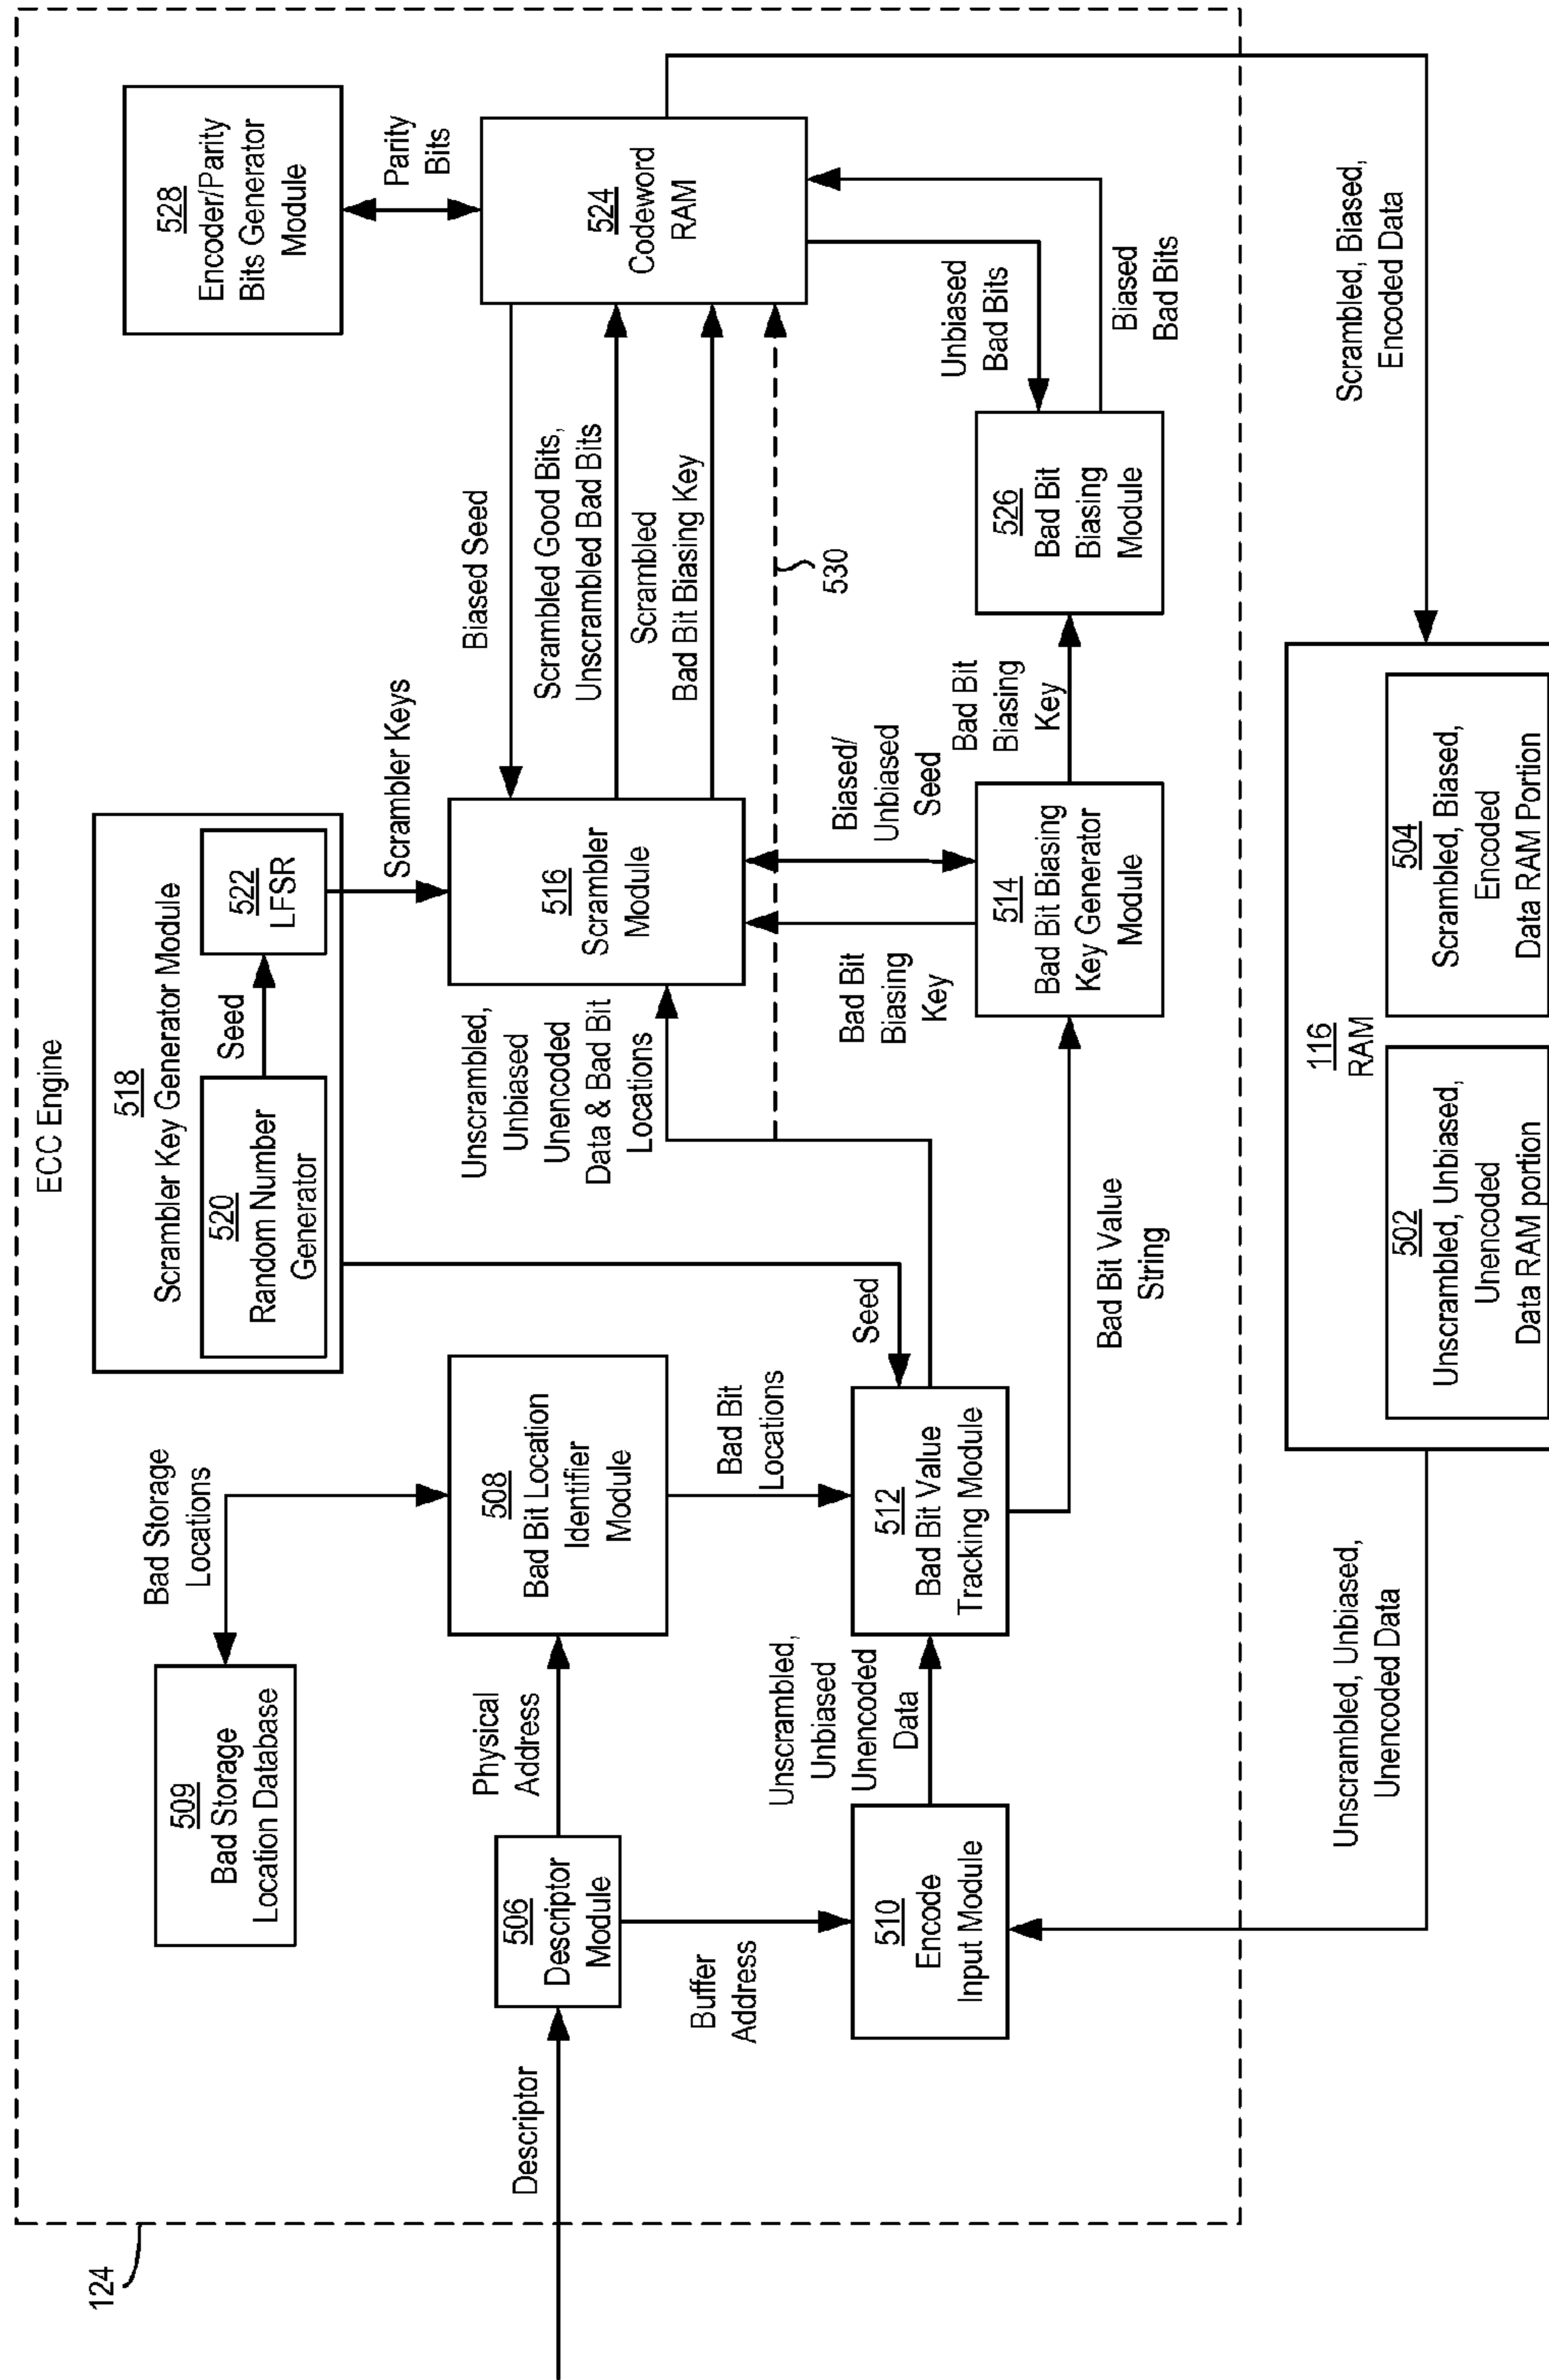 124
ECC Engine
509
Bad Storage
Location Database
Bad Storage
Locations
518
Scrambler Key Generator Module
520
Random Number
Generator
Seed
522
LFSR
528
Encoder/Parity
Bits Generator
Module
Parity
Bits
Descriptor
506
Descriptor
Module
Physical
Address
508
Bad Bit Location
Identifier
Module
Scrambler Keys
516
Scrambler
Module
Biased Seed
Scrambled Good Bits,
Unscrambled Bad Bits
Scrambled
Bad Bit Biasing Key
530
524
Codeword
RAM
Buffer
Address
Bad Bit
Locations
Seed
Unscrambled,
Unbiased
Unencoded
Data & Bad Bit
Locations
Bad Bit
Biasing
Key
Biased/
Unbiased
Seed
Unbiased
Bad Bits
510
Encode
Input Module
Unscrambled,
Unbiased
Unencoded
Data
512
Bad Bit Value
Tracking Module
Bad Bit Value
String
514
Bad Bit Biasing
Key Generator
Module
Bad Bit
Biasing
Key
526
Bad Bit
Biasing
Module
Biased
Bad Bits
Unscrambled, Unbiased,
Unencoded Data
116
RAM
502
Unscrambled, Unbiased,
Unencoded
Data RAM portion
504
Scrambled, Biased,
Encoded
Data RAM Portion
Scrambled, Biased,
Encoded Data